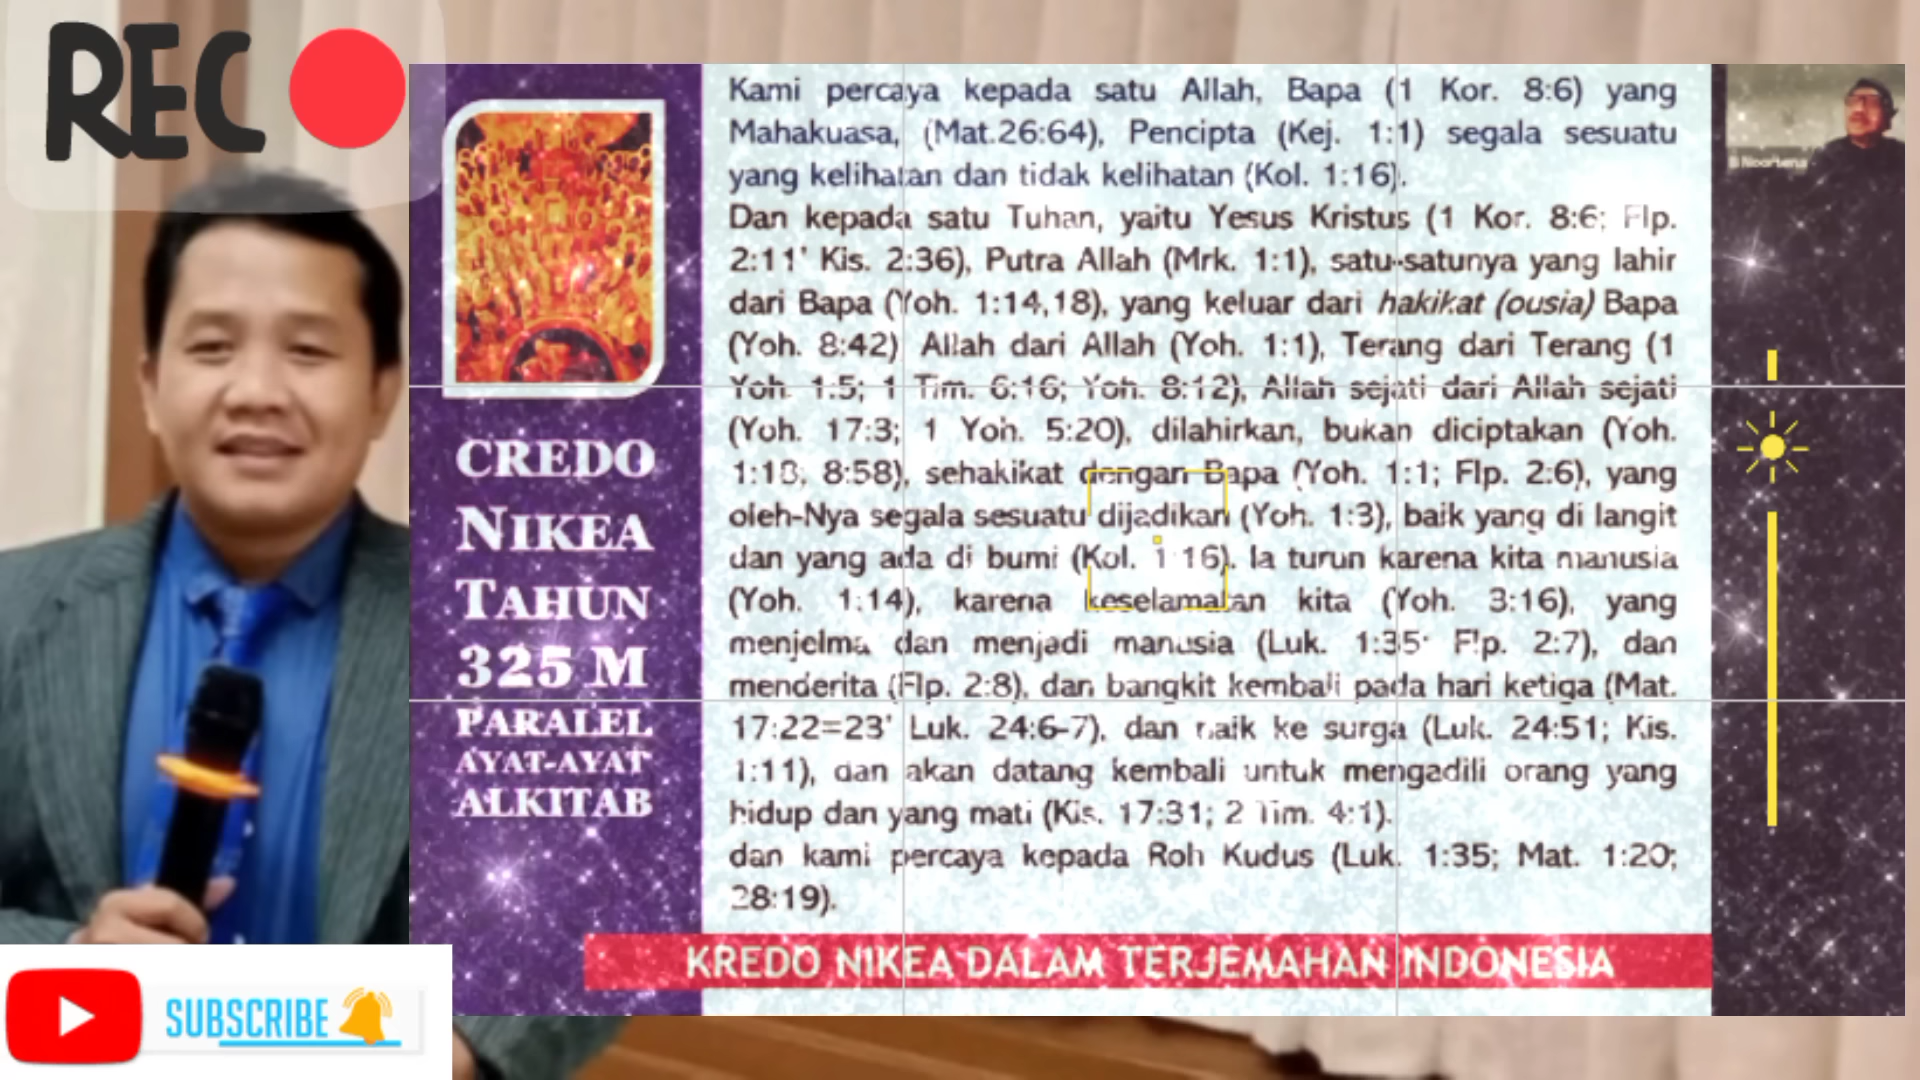 REC
Kami percaya kepada satu Allah, Bapa (1 Kor. 8:6) yang
Mahakuasa, (Mat.26:64), Pencipta (Kej. 1:1) segala sesuatu
yang kelihatan dan tidak kelihatan (Kol. 1:16).
Dan kepada satu Tuhan, yaitu Yesus Kristus (1 Kor. 8:6; Flp.
2:11' Kis. 2:36), Putra Allah (Mrk. 1:1), satu-satunya yang lahir
dari Bapa (Yoh. 1:14,18), yang keluar dari hakikat (ousia) Bapa
(Yoh. 8:42) Allah dari Allah (Yoh. 1:1), Terang dari Terang (1
Yoh. 1:5; 1 Tim. 6:16; Yoh. 8:12), Allah sejati dari Allah sejati
(Yoh. 17:3; 1 Yoh. 5:20), dilahirkan, bukan diciptakan (Yoh.
1:18, 8:58), sehakikat dengan Bapa (Yoh. 1:1; Flp. 2:6), yang
oleh-Nya segala sesuatu dijadikan (Yoh. 1:3), baik yang di langit
dan yang ada di bumi (Kol. 1:16). Ia turun karena kita manusia
(Yoh. 1:14), karena keselamatan kita (Yoh. 3:16), yang
menjelma dan menjadi manusia (Luk. 1:35' Flp. 2:7), dan
menderita (Flp. 2:8), dan bangkit kembali pada hari ketiga (Mat.
17:22=23' Luk. 24:6-7), dan naik ke surga (Luk. 24:51; Kis.
1:11), dan akan datang kembali untuk mengadili orang yang
hidup dan yang mati (Kis. 17:31; 2 Tim. 4:1).
dan kami percaya kepada Roh Kudus (Luk. 1:35; Mat. 1:20;
28:19).
CREDO
NIKEA
TAHUN
325 M
PARALEL
AYAT-AYAT
ALKITAB
KREDO NIKEA DALAM TERJEMAHAN INDONESIA
SUBSCRIBE